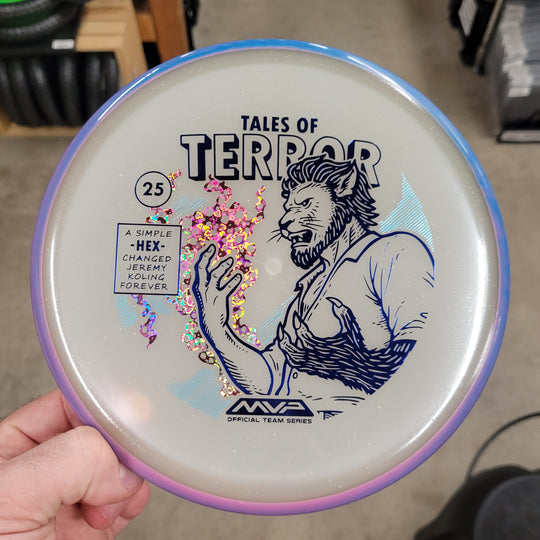 TALES OF
TERROR
25
A SIMPLE
-HEX-
CHANGED
JEREMY
KOLING
FOREVER
MVP
OFFICIAL TEAM SERIES